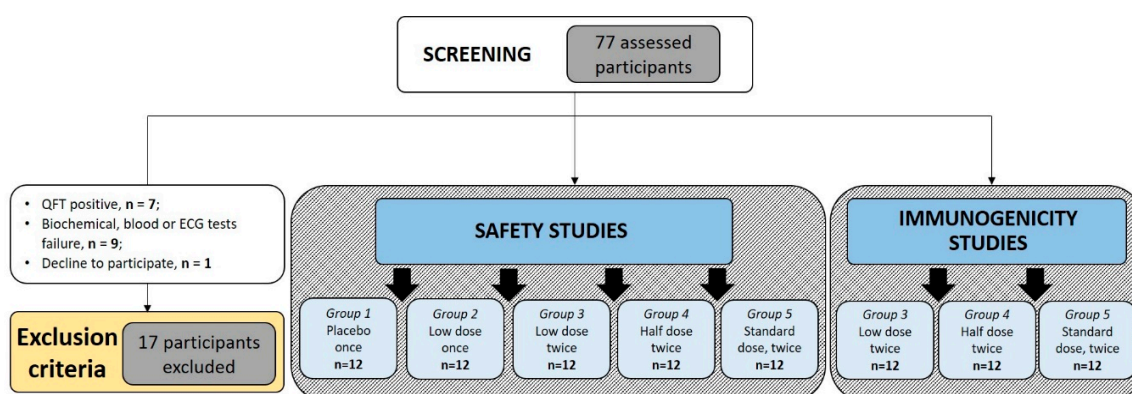 SCREENING
77 assessed
participants
• QFT positive, n = 7;
• Biochemical, blood or ECG tests
failure, n = 9;
• Decline to participate, n = 1
Exclusion
criteria
17 participants
excluded
SAFETY STUDIES
Group 1
Placebo
once
n=12
Group 2
Low dose
once
n=12
Group 3
Low dose
twice
n=12
Group 4
Half dose
twice
n=12
Group 5
Standard
dose, twice
n=12
IMMUNOGENICITY
STUDIES
Group 3
Low dose
twice
n=12
Group 4
Half dose
twice
n=12
Group 5
Standard
dose, twice
n=12